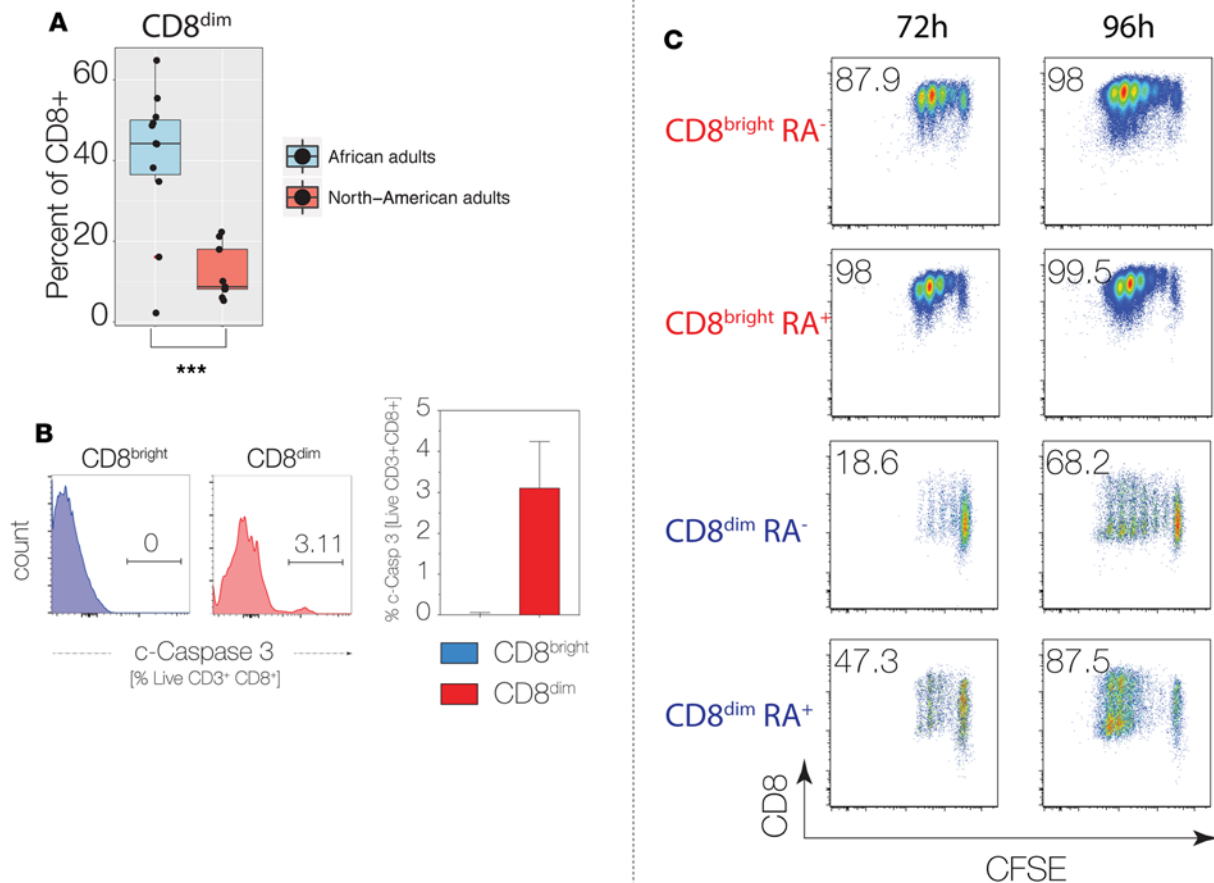 A
CD8dim
Percent of CD8+
60
40
20
0
***
African adults
North-American adults
B
CD8bright
CD8dim
count
0
3.11
c-Caspase 3
[% Live CD3+ CD8+]
% c-Casp 3 [Live CD3+CD8+]
5
4
3
2
1
0
CD8bright
CD8dim
C
72h
96h
CD8bright RA-
87.9
98
CD8bright RA+
98
99.5
CD8dim RA-
18.6
68.2
CD8dim RA+
47.3
87.5
CD8
CFSE